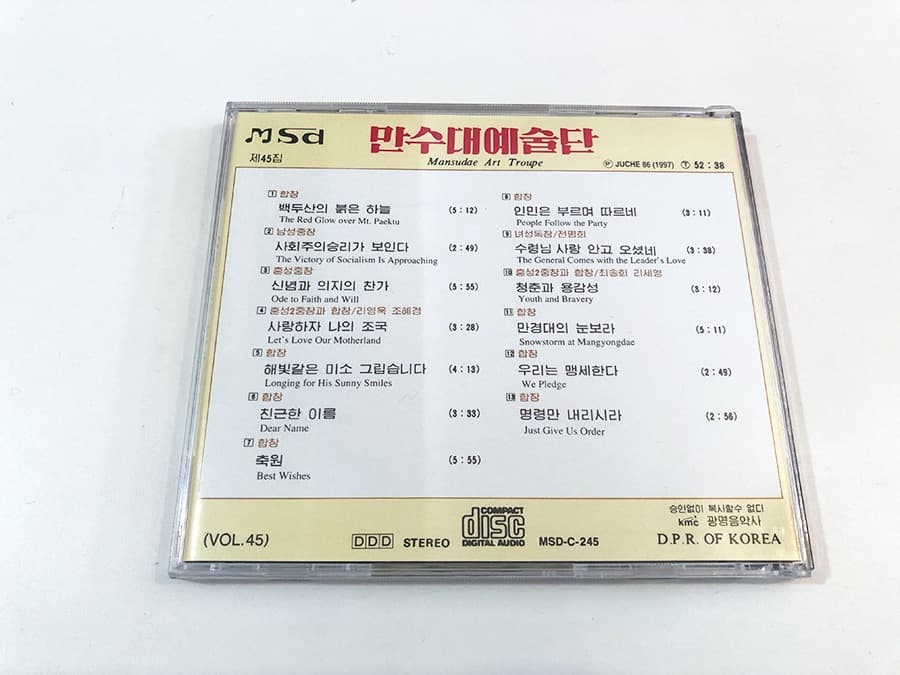 MSd
만수대예술단
Mansudae Art Troupe
제45집
Ⓟ JUCHE 86 (1997) Ⓣ 52:38
1 합창
백두산의 붉은 하늘 (5:12)
The Red Glow over Mt. Paektu
2 남성중창
사회주의승리가 보인다 (2:49)
The Victory of Socialism Is Approaching
3 혼성중창
신념과 의지의 찬가 (5:55)
Ode to Faith and Will
4 혼성2중창과 합창/리영욱 조혜경
사랑하자 나의 조국 (3:28)
Let's Love Our Motherland
5 합창
해빛같은 미소 그립습니다 (4:13)
Longing for His Sunny Smiles
6 합창
친근한 이름 (3:33)
Dear Name
7 합창
축원 (5:55)
Best Wishes
8 합창
인민은 부르며 따르네 (3:11)
People Follow the Party
9 녀성독창/전명희
수령님 사랑 안고 오셨네 (3:38)
The General Comes with the Leader's Love
10 혼성2중창과 합창/최송희 리세영
청춘과 용감성 (3:12)
Youth and Bravery
11 합창
만경대의 눈보라 (5:11)
Snowstorm at Mangyongdae
12 합창
우리는 맹세한다 (2:49)
We Pledge
13 합창
명령만 내리시라 (2:56)
Just Give Us Order
(VOL.45)
DDD STEREO
COMPACT
disc
DIGITAL AUDIO
MSD-C-245
승인없이 복사할수 없다
kmc 광명음악사
D.P.R. OF KOREA